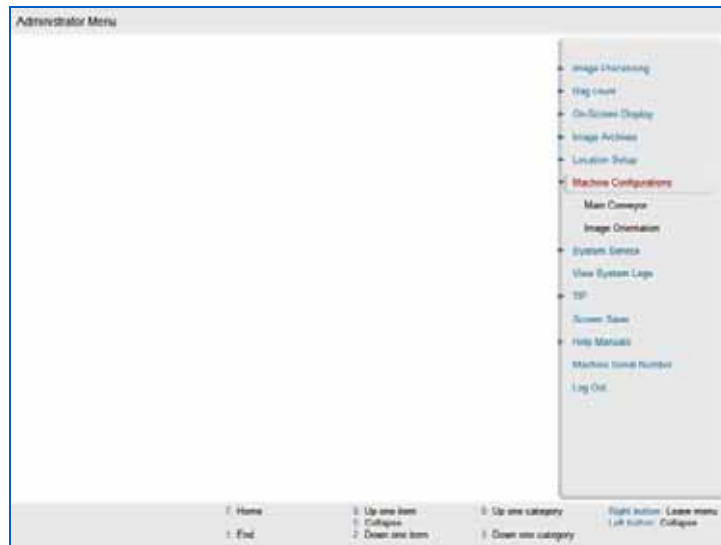 Administrator Menu
Image Processing
Bag count
On-Screen Display
Image Archives
Location Setup
Machine Configurations
Main Conveyor
Image Orientation
System Service
View System Logs
TIP
Screen Saver
Help Manuals
Machine Serial Number
Log Out
7 Home
8 Up one item
9 Up one category
Right button Leave menu
5 Collapse
Left button Collapse
1 End
2 Down one item
3 Down one category